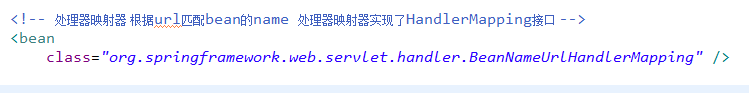 <!-- 处理器映射器 根据url匹配bean的name 处理器映射器实现了HandlerMapping接口 -->
<bean
class="org.springframework.web.servlet.handler.BeanNameUrlHandlerMapping" />